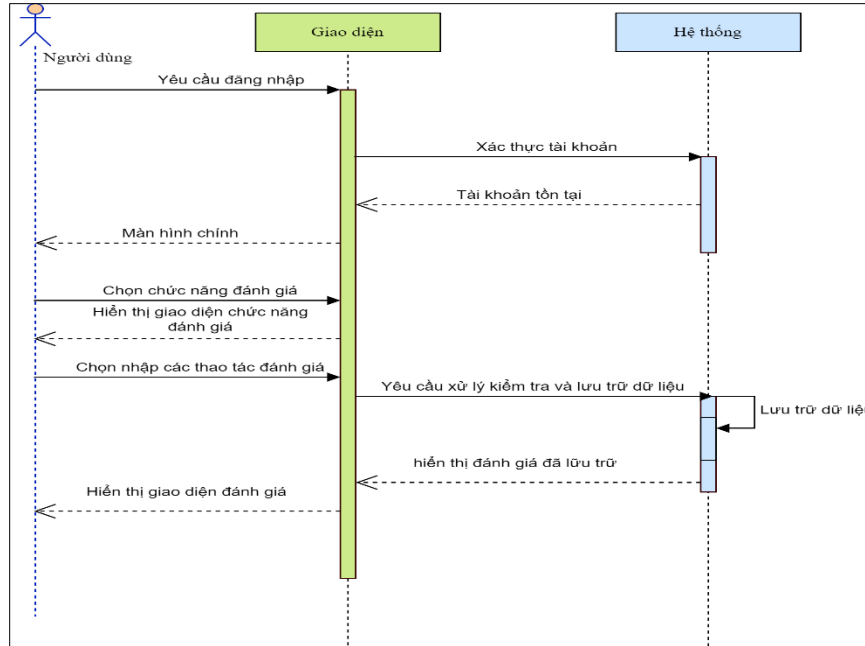 Giao diện
Hệ thống
Người dùng
Yêu cầu đăng nhập
Xác thực tài khoản
Tài khoản tồn tại
Màn hình chính
Chọn chức năng đánh giá
Hiển thị giao diện chức năng
đánh giá
Chọn nhập các thao tác đánh giá
Yêu cầu xử lý kiểm tra và lưu trữ dữ liệu
Lưu trữ dữ liệu
hiển thị đánh giá đã lữu trữ
Hiển thị giao diện đánh giá